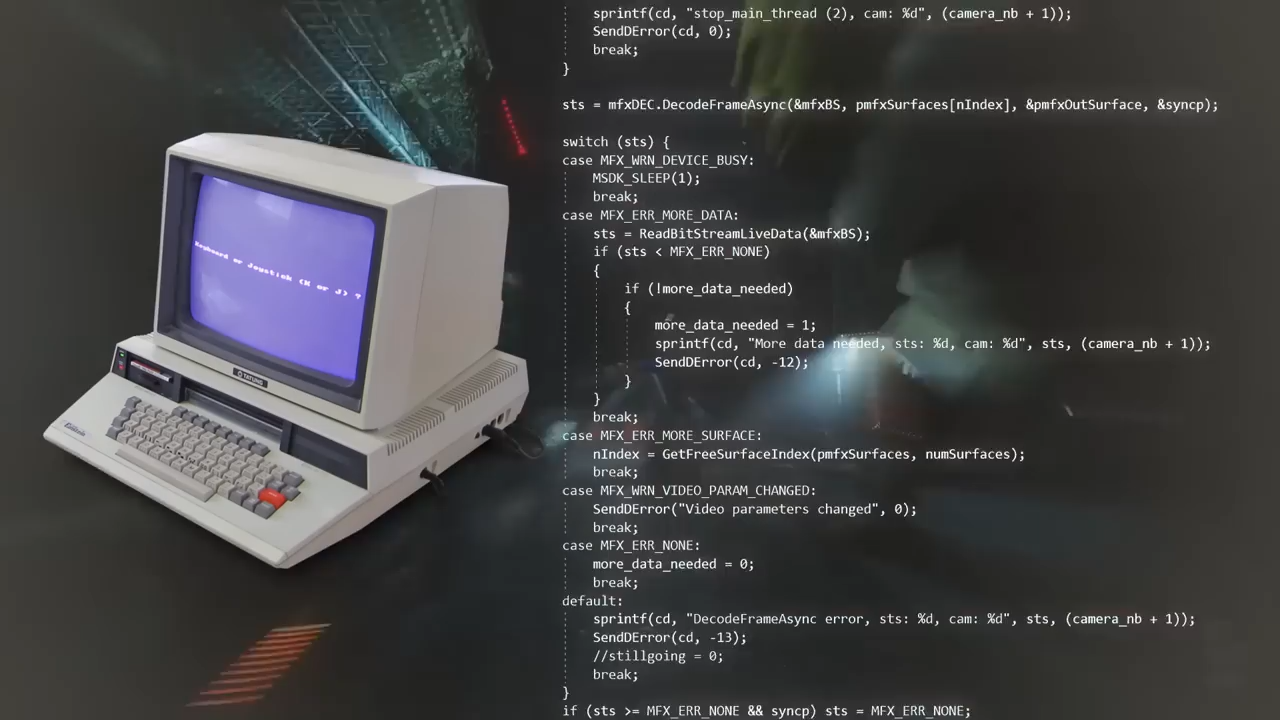 Keyboard or Joystick (K or J) ?
TATUNG
Einstein
sprintf(cd, "stop_main_thread (2), cam: %d", (camera_nb + 1));
SendDError(cd, 0);
break;
}
sts = mfxDEC.DecodeFrameAsync(&mfxBS, pmfxSurfaces[nIndex], &pmfxOutSurface, &syncp);
switch (sts) {
case MFX_WRN_DEVICE_BUSY:
MSDK_SLEEP(1);
break;
case MFX_ERR_MORE_DATA:
sts = ReadBitStreamLiveData(&mfxBS);
if (sts < MFX_ERR_NONE)
{
if (!more_data_needed)
{
more_data_needed = 1;
sprintf(cd, "More data needed, sts: %d, cam: %d", sts, (camera_nb + 1));
SendDError(cd, -12);
}
}
break;
case MFX_ERR_MORE_SURFACE:
nIndex = GetFreeSurfaceIndex(pmfxSurfaces, numSurfaces);
break;
case MFX_WRN_VIDEO_PARAM_CHANGED:
SendDError("Video parameters changed", 0);
break;
case MFX_ERR_NONE:
more_data_needed = 0;
break;
default:
sprintf(cd, "DecodeFrameAsync error, sts: %d, cam: %d", sts, (camera_nb + 1));
SendDError(cd, -13);
//stillgoing = 0;
break;
}
if (sts >= MFX_ERR_NONE && syncp) sts = MFX_ERR_NONE;